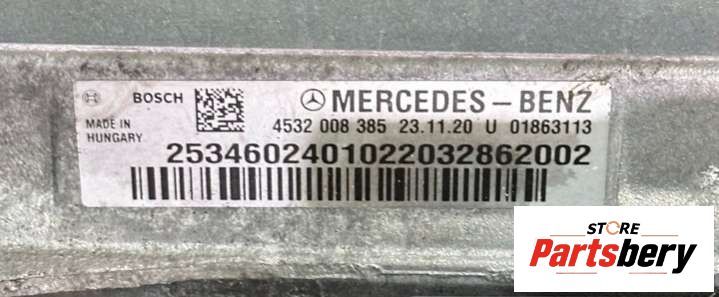 BOSCH
MERCEDES-BENZ
MADE IN
HUNGARY
4532 008 385 23.11.20 U 01863113
2534602401022032862002
STORE
Partsbery